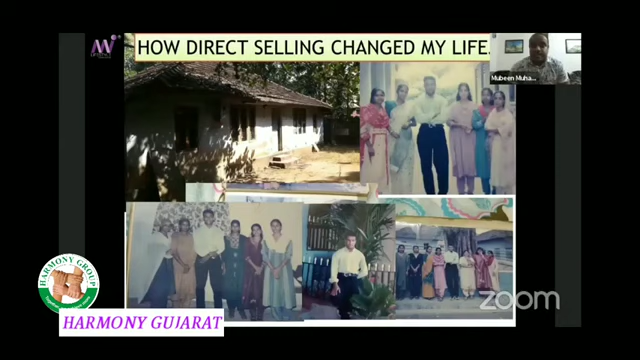 HOW DIRECT SELLING CHANGED MY LIFE.
Mubeen Muha...
HARMONY GROUP
HARMONY GUJARAT
zoom